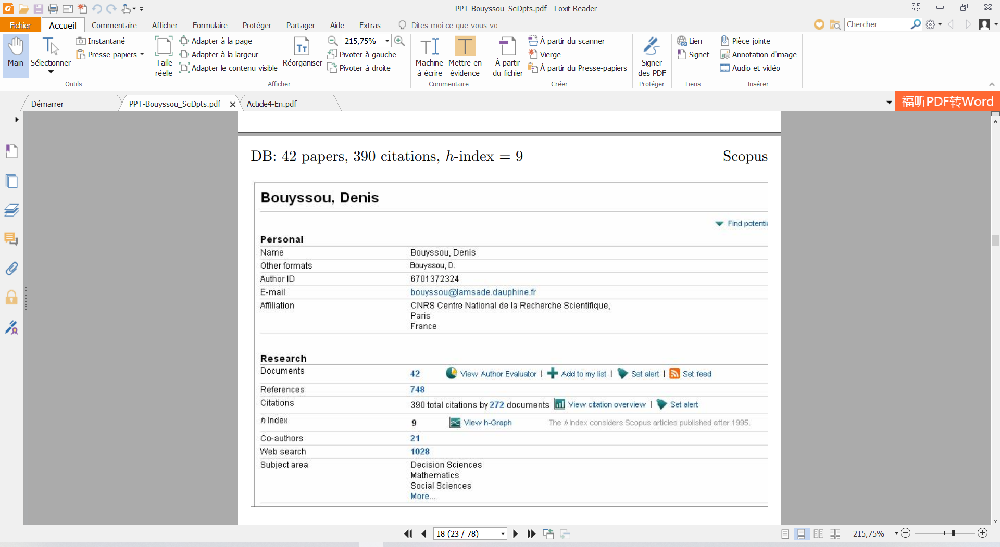 PPT-Bouyssou_SciDpts.pdf - Foxit Reader
Fichier Accueil Commentaire Afficher Formulaire Protéger Partager Aide Extras Dites-moi ce que vous vo Chercher
Main
Sélectionner
Instantané
Presse-papiers
Outils
Taille réelle
Adapter à la page
Adapter à la largeur
Adapter le contenu visible
Réorganiser
215,75%
Pivoter à gauche
Pivoter à droite
Afficher
Machine à écrire
Mettre en évidence
Commentaire
À partir du fichier
À partir du scanner
Vierge
À partir du Presse-papiers
Créer
Signer des PDF
Protéger
Lien
Signet
Liens
Pièce jointe
Annotation d'image
Audio et vidéo
Insérer
Démarrer PPT-Bouyssou_SciDpts.pdf Acticle4-En.pdf 福昕PDF转Word
DB: 42 papers, 390 citations, h-index = 9 Scopus
Bouyssou, Denis
Find potentia
Personal
Name Bouyssou, Denis
Other formats Bouyssou, D.
Author ID 6701372324
E-mail bouyssou@lamsade.dauphine.fr
Affiliation CNRS Centre National de la Recherche Scientifique,
Paris
France
Research
Documents 42 View Author Evaluator | Add to my list | Set alert | Set feed
References 748
Citations 390 total citations by 272 documents View citation overview | Set alert
h Index 9 View h-Graph The h Index considers Scopus articles published after 1995.
Co-authors 21
Web search 1028
Subject area Decision Sciences
Mathematics
Social Sciences
More...
18 (23 / 78) 215,75%